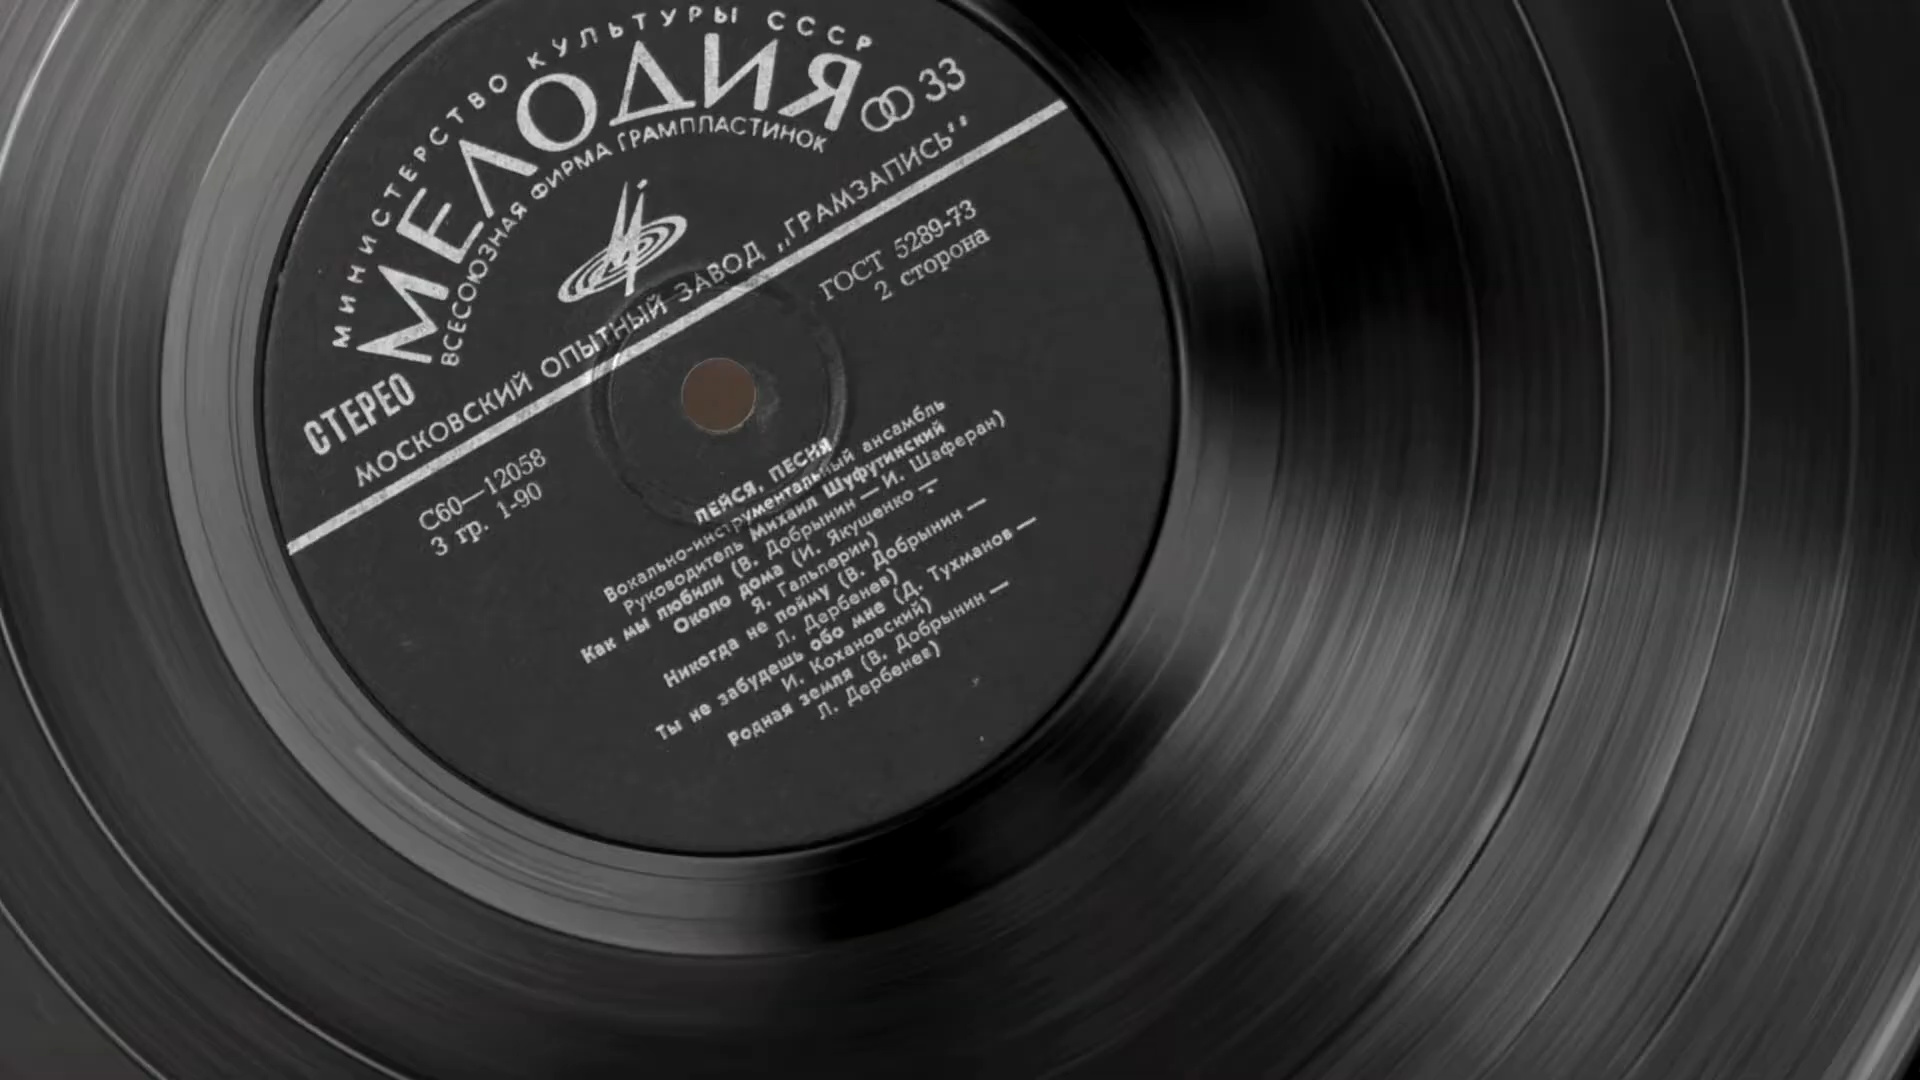 МИНИСТЕРСТВО КУЛЬТУРЫ СССР
МЕЛОДИЯ
ВСЕСОЮЗНАЯ ФИРМА ГРАМПЛАСТИНОК
СТЕРЕО
33
МОСКОВСКИЙ ОПЫТНЫЙ ЗАВОД „ГРАМЗАПИСЬ"
ГОСТ 5289-73
2 сторона
С60—12058
3 гр. 1-90
ПЕЙСЯ, ПЕСНЯ
Вокально-инструментальный ансамбль
Руководитель Михаил Шуфутинский
Как мы любили (В. Добрынин — И. Шаферан)
Около дома (И. Якушенко —
Я. Гальперин)
Никогда не пойму (В. Добрынин —
Л. Дербенев)
Ты не забудешь обо мне (Д. Тухманов —
И. Кохановский)
Родная земля (В. Добрынин —
Л. Дербенев)